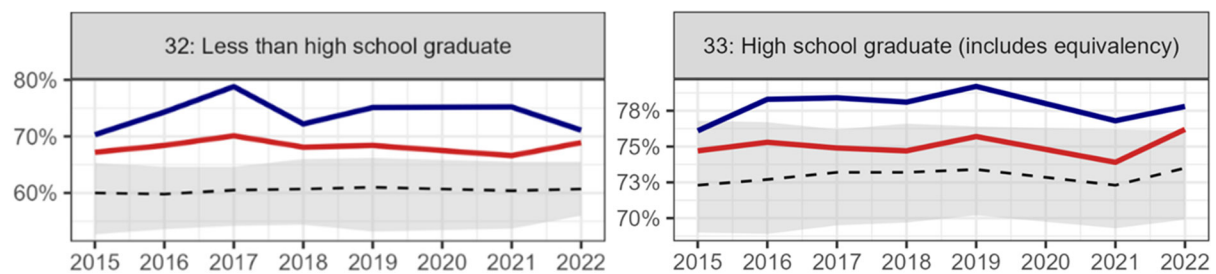 32: Less than high school graduate
80%
70%
60%
2015 2016 2017 2018 2019 2020 2021 2022
33: High school graduate (includes equivalency)
78%
75%
73%
70%
2015 2016 2017 2018 2019 2020 2021 2022